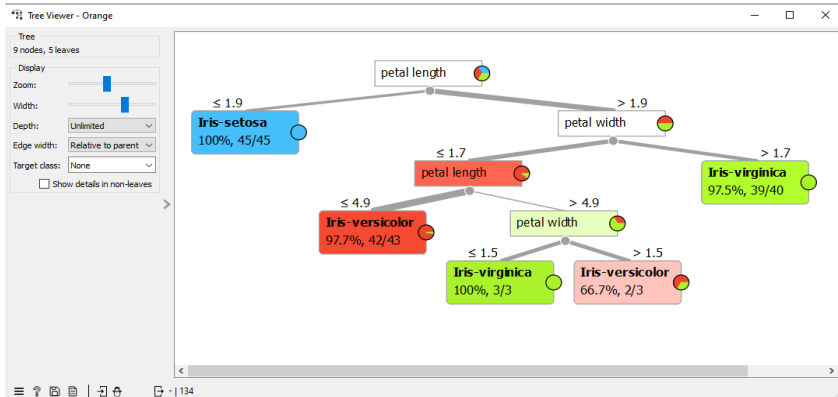 Tree Viewer - Orange
Tree
9 nodes, 5 leaves
Display
Zoom:
Width:
Depth: Unlimited
Edge width: Relative to parent
Target class: None
Show details in non-leaves
petal length
≤ 1.9
> 1.9
Iris-setosa
100%, 45/45
petal width
≤ 1.7
> 1.7
petal length
Iris-virginica
97.5%, 39/40
≤ 4.9
> 4.9
Iris-versicolor
97.7%, 42/43
petal width
≤ 1.5
> 1.5
Iris-virginica
100%, 3/3
Iris-versicolor
66.7%, 2/3
- | 134